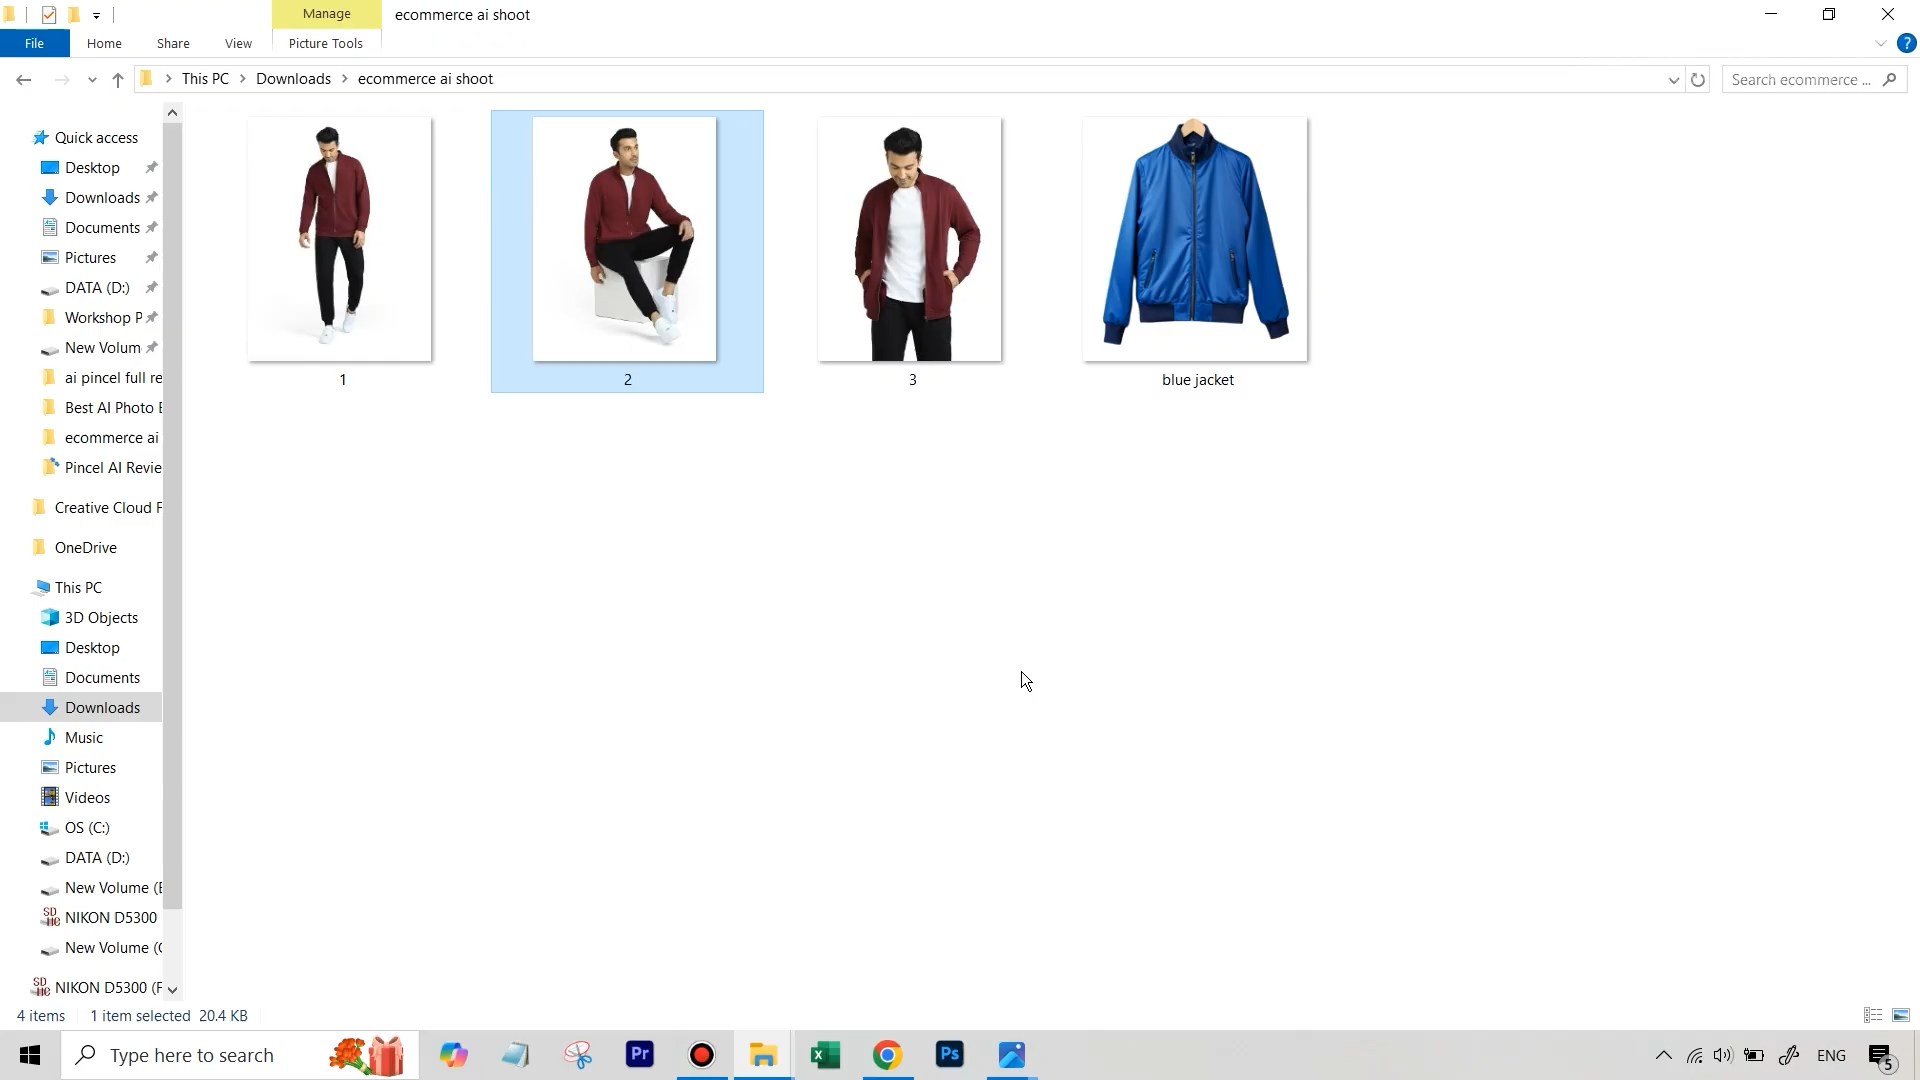 Manage
ecommerce ai shoot
File
Home
Share
View
Picture Tools
This PC
Downloads
ecommerce ai shoot
Search ecommerce ...
Quick access
Desktop
Downloads
Documents
Pictures
DATA (D:)
Workshop P
New Volum
ai pincel full re
Best AI Photo E
ecommerce ai
Pincel AI Revie
Creative Cloud F
OneDrive
This PC
3D Objects
Desktop
Documents
Downloads
Music
Pictures
Videos
OS (C:)
DATA (D:)
New Volume (E
NIKON D5300
New Volume (G
NIKON D5300 (F
1
2
3
blue jacket
4 items
1 item selected 20.4 KB
Type here to search
Pr
Ps
ENG
5